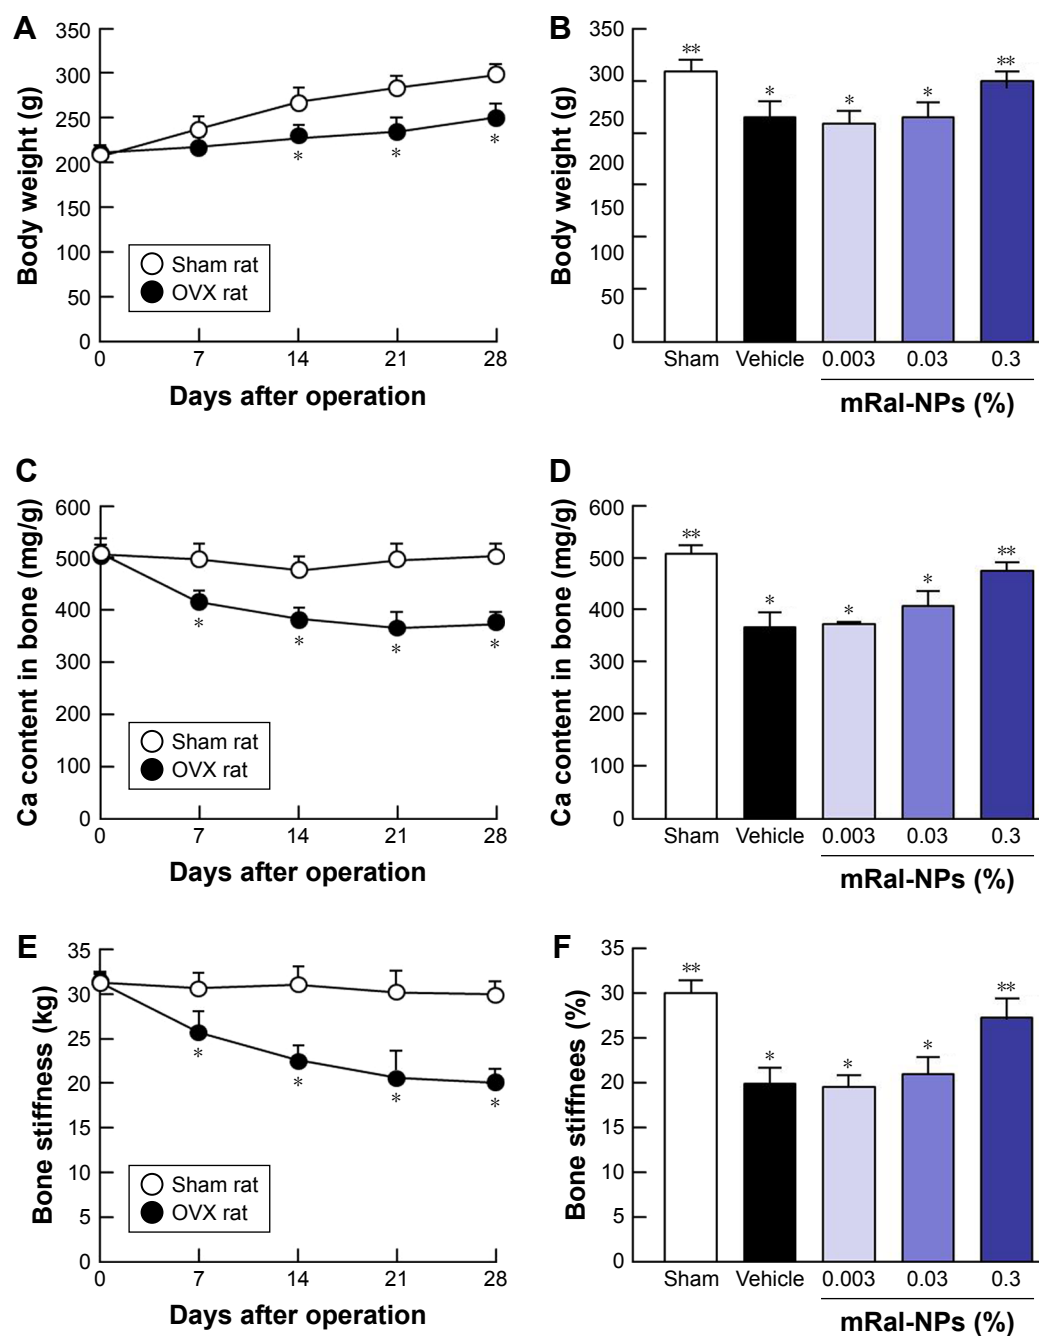 A
350
300
250
200
150
100
50
0
Body weight (g)
Sham rat
OVX rat
*
*
*
0 7 14 21 28
Days after operation
B
350
300
250
200
150
100
50
0
Body weight (g)
**
*
*
*
**
Sham Vehicle 0.003 0.03 0.3
mRal-NPs (%)
C
600
500
400
300
200
100
0
Ca content in bone (mg/g)
*
*
*
*
Sham rat
OVX rat
0 7 14 21 28
Days after operation
D
600
500
400
300
200
100
0
Ca content in bone (mg/g)
**
*
*
*
**
Sham Vehicle 0.003 0.03 0.3
mRal-NPs (%)
E
35
30
25
20
15
10
5
0
Bone stiffness (kg)
*
*
*
*
Sham rat
OVX rat
0 7 14 21 28
Days after operation
F
35
30
25
20
15
10
5
0
Bone stiffnees (%)
**
*
*
*
**
Sham Vehicle 0.003 0.03 0.3
mRal-NPs (%)